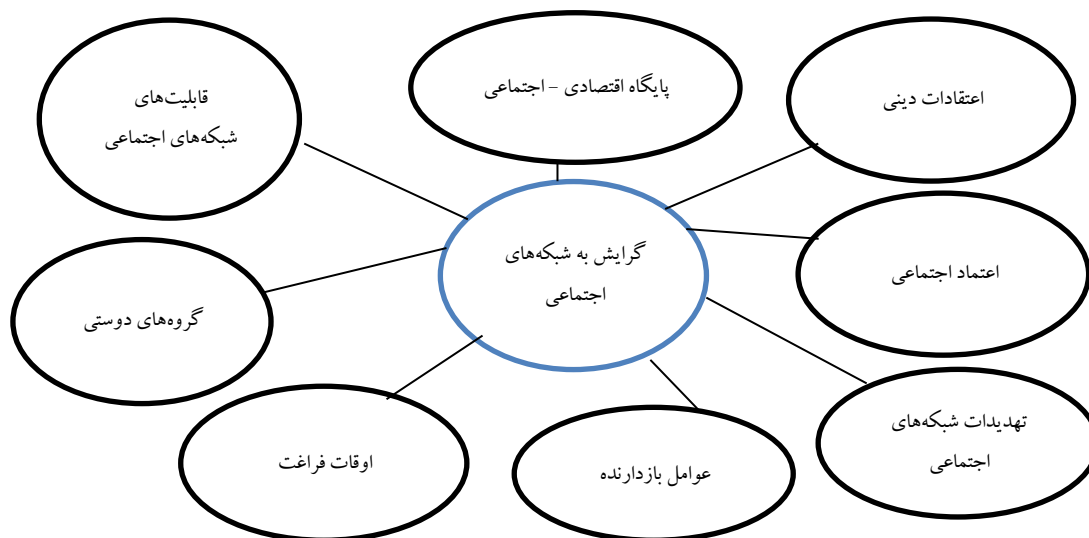 پایگاه اقتصادی – اجتماعی
اعتقادات دینی
قابلیت‌های
شبکه‌های اجتماعی
گرایش به شبکه‌های
اجتماعی
اعتماد اجتماعی
گروه‌های دوستی
تهدیدات شبکه‌های
اجتماعی
عوامل بازدارنده
اوقات فراغت